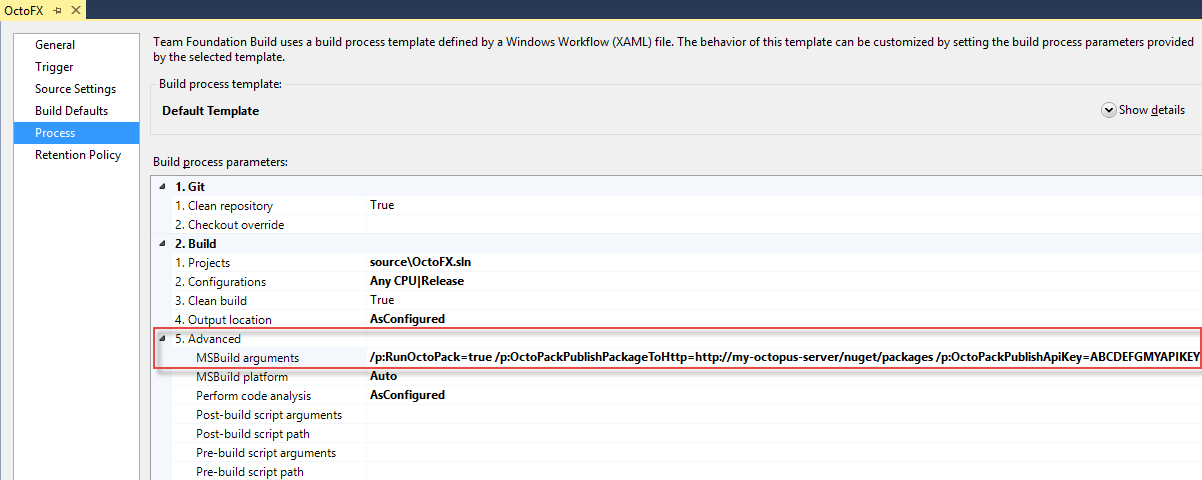 OctoFX
General
Trigger
Source Settings
Build Defaults
Process
Retention Policy
Team Foundation Build uses a build process template defined by a Windows Workflow (XAML) file. The behavior of this template can be customized by setting the build process parameters provided
by the selected template.
Build process template:
Default Template
Show details
Build process parameters:
1. Git
1. Clean repository True
2. Checkout override
2. Build
1. Projects source\OctoFX.sln
2. Configurations Any CPU|Release
3. Clean build True
4. Output location AsConfigured
5. Advanced
MSBuild arguments /p:RunOctoPack=true /p:OctoPackPublishPackageToHttp=http://my-octopus-server/nuget/packages /p:OctoPackPublishApiKey=ABCDEFGMYAPIKEY
MSBuild platform Auto
Perform code analysis AsConfigured
Post-build script arguments
Post-build script path
Pre-build script arguments
Pre-build script path